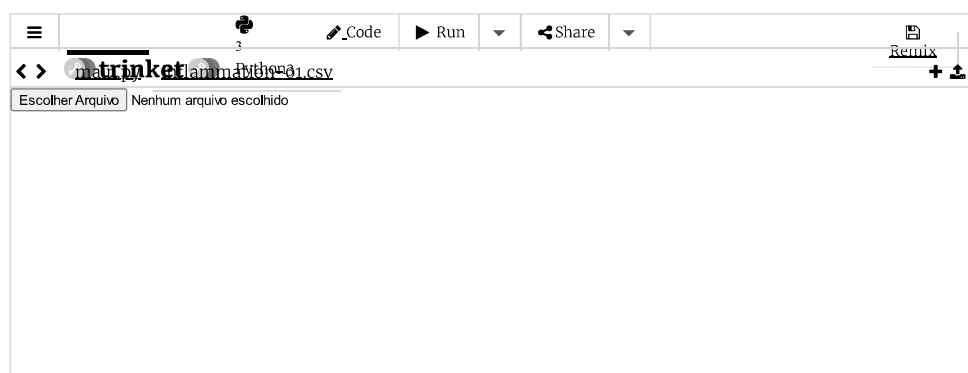 Code Run Share
3
Remix
main.py trinket inflammation-01.csv Python3
Escolher Arquivo Nenhum arquivo escolhido